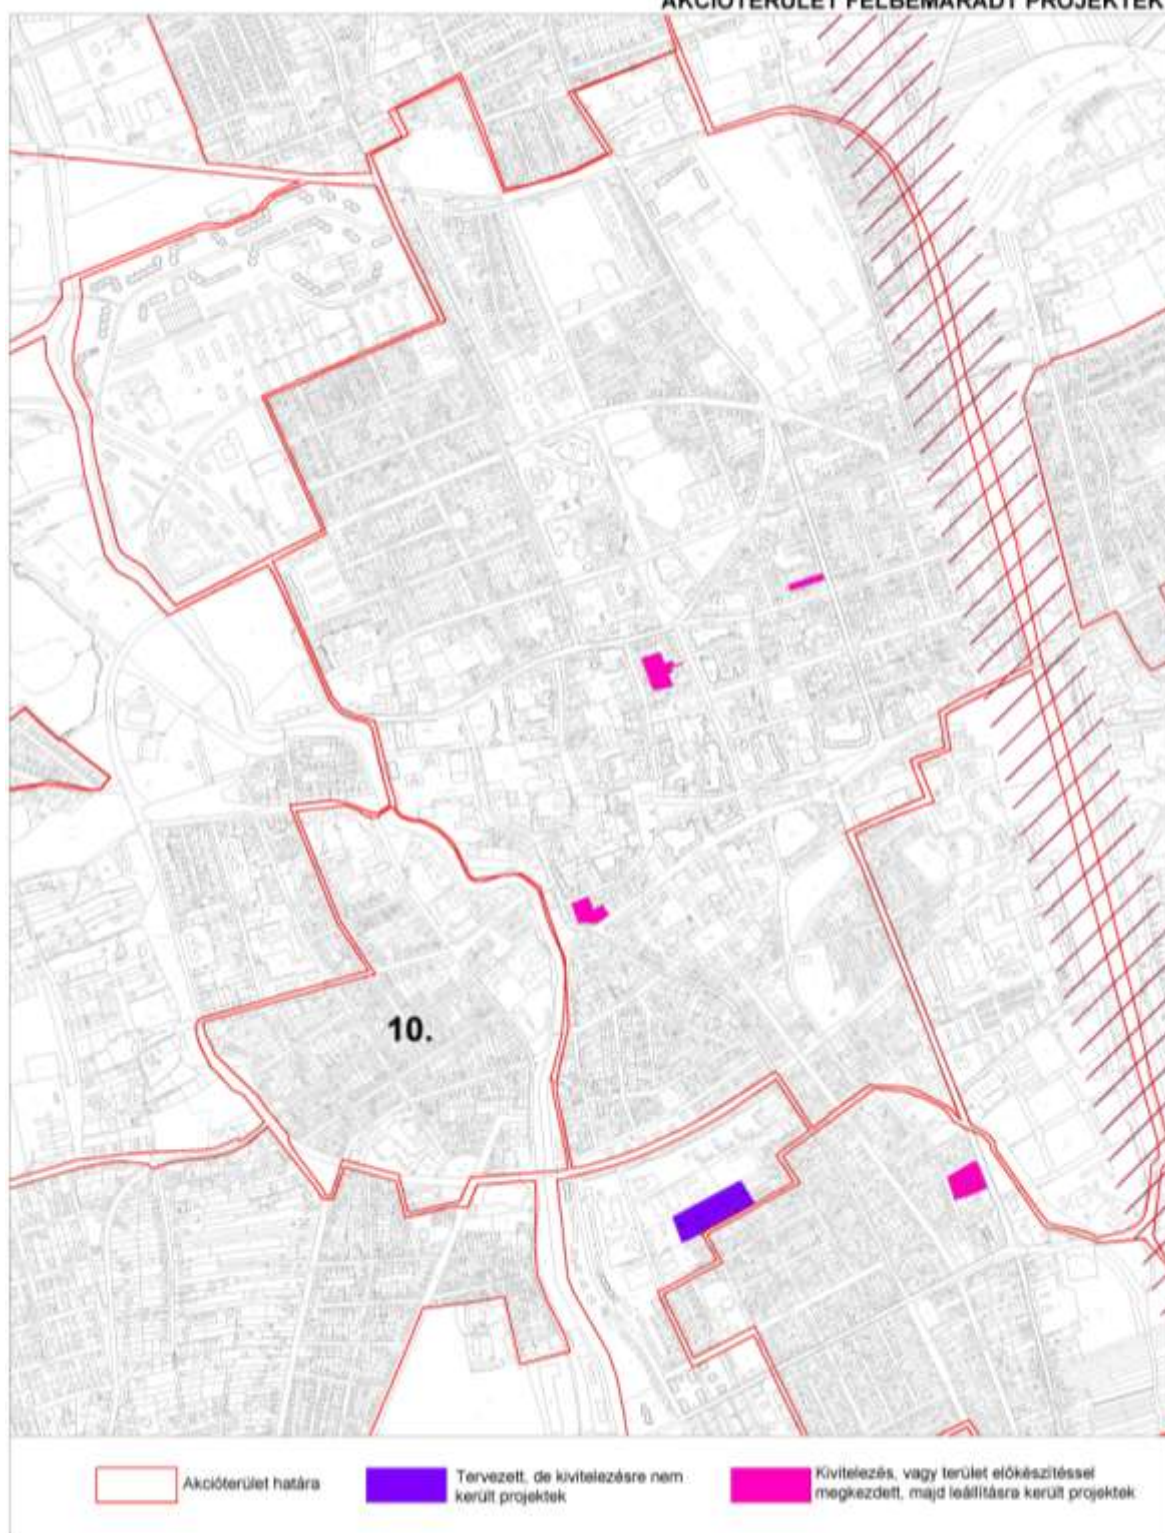 AKCIÓTERÜLET FÉLBEMARADT PROJEKTEK
10.
Akcióterület határa
Tervezett, de kivitelezésre nem
került projektek
Kivitelezés, vagy terület előkészítéssel
megkezdett, majd leállításra került projektek